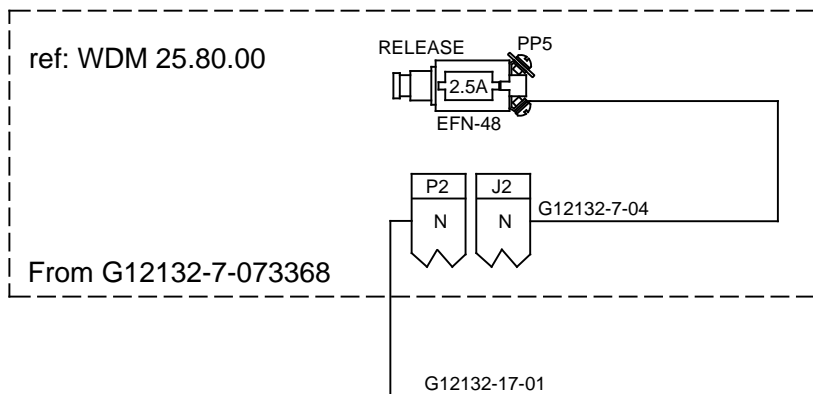 ref: WDM 25.80.00
RELEASE
PP5
2.5A
EFN-48
P2
J2
N
N
G12132-7-04
From G12132-7-073368
G12132-17-01